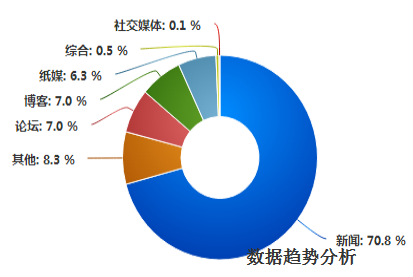 社交媒体: 0.1 %
综合: 0.5 %
纸媒: 6.3 %
博客: 7.0 %
论坛: 7.0 %
其他: 8.3 %
新闻: 70.8 %
数据趋势分析